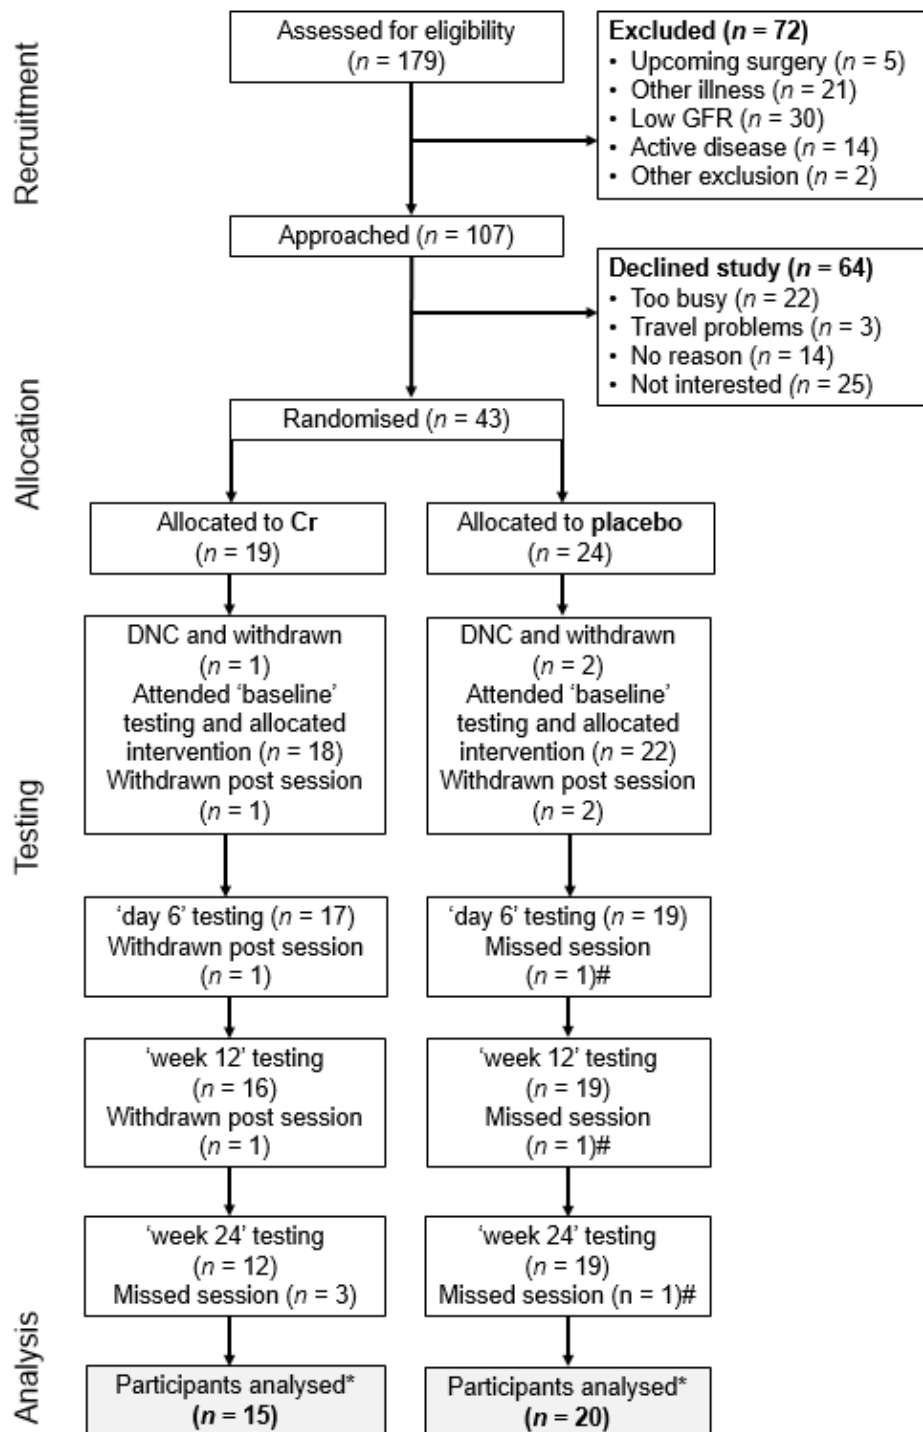 Recruitment
Assessed for eligibility
(n = 179)
Excluded (n = 72)
• Upcoming surgery (n = 5)
• Other illness (n = 21)
• Low GFR (n = 30)
• Active disease (n = 14)
• Other exclusion (n = 2)
Approached (n = 107)
Declined study (n = 64)
• Too busy (n = 22)
• Travel problems (n = 3)
• No reason (n = 14)
• Not interested (n = 25)
Allocation
Randomised (n = 43)
Allocated to Cr
(n = 19)
Allocated to placebo
(n = 24)
Testing
DNC and withdrawn
(n = 1)
Attended ‘baseline’
testing and allocated
intervention (n = 18)
Withdrawn post session
(n = 1)
DNC and withdrawn
(n = 2)
Attended ‘baseline’
testing and allocated
intervention (n = 22)
Withdrawn post session
(n = 2)
‘day 6’ testing (n = 17)
Withdrawn post session
(n = 1)
‘day 6’ testing (n = 19)
Missed session
(n = 1)#
‘week 12’ testing
(n = 16)
Withdrawn post session
(n = 1)
‘week 12’ testing
(n = 19)
Missed session
(n = 1)#
‘week 24’ testing
(n = 12)
Missed session (n = 3)
‘week 24’ testing
(n = 19)
Missed session (n = 1)#
Analysis
Participants analysed*
(n = 15)
Participants analysed*
(n = 20)